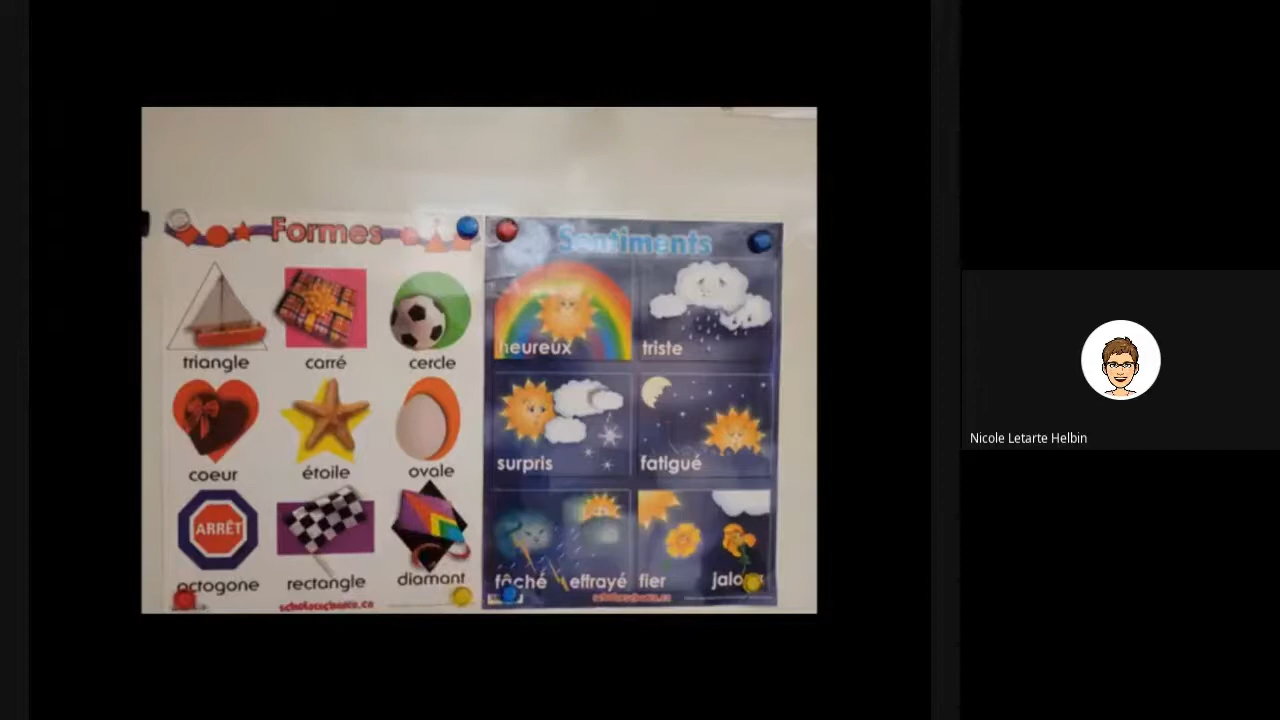 Formes
triangle
carré
cercle
coeur
étoile
ovale
ARRÊT
octogone
rectangle
diamant
Sentiments
heureux
triste
surpris
fatigué
fâché
effrayé
fier
jaloux
Nicole Letarte Helbin